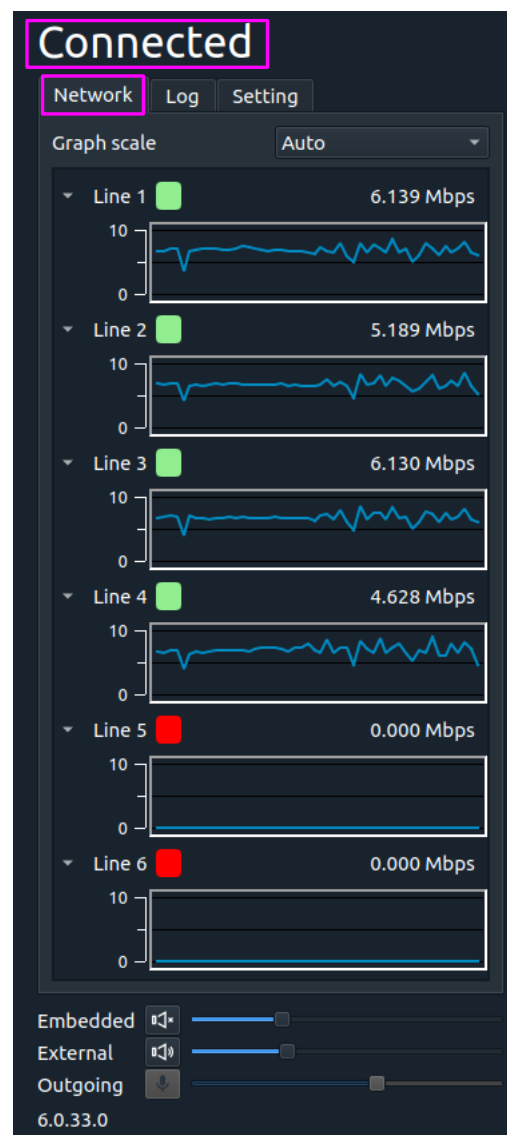 Connected
Network Log Setting
Graph scale Auto
Line 1 6.139 Mbps
10
0
Line 2 5.189 Mbps
10
0
Line 3 6.130 Mbps
10
0
Line 4 4.628 Mbps
10
0
Line 5 0.000 Mbps
10
0
Line 6 0.000 Mbps
10
0
Embedded
External
Outgoing
6.0.33.0